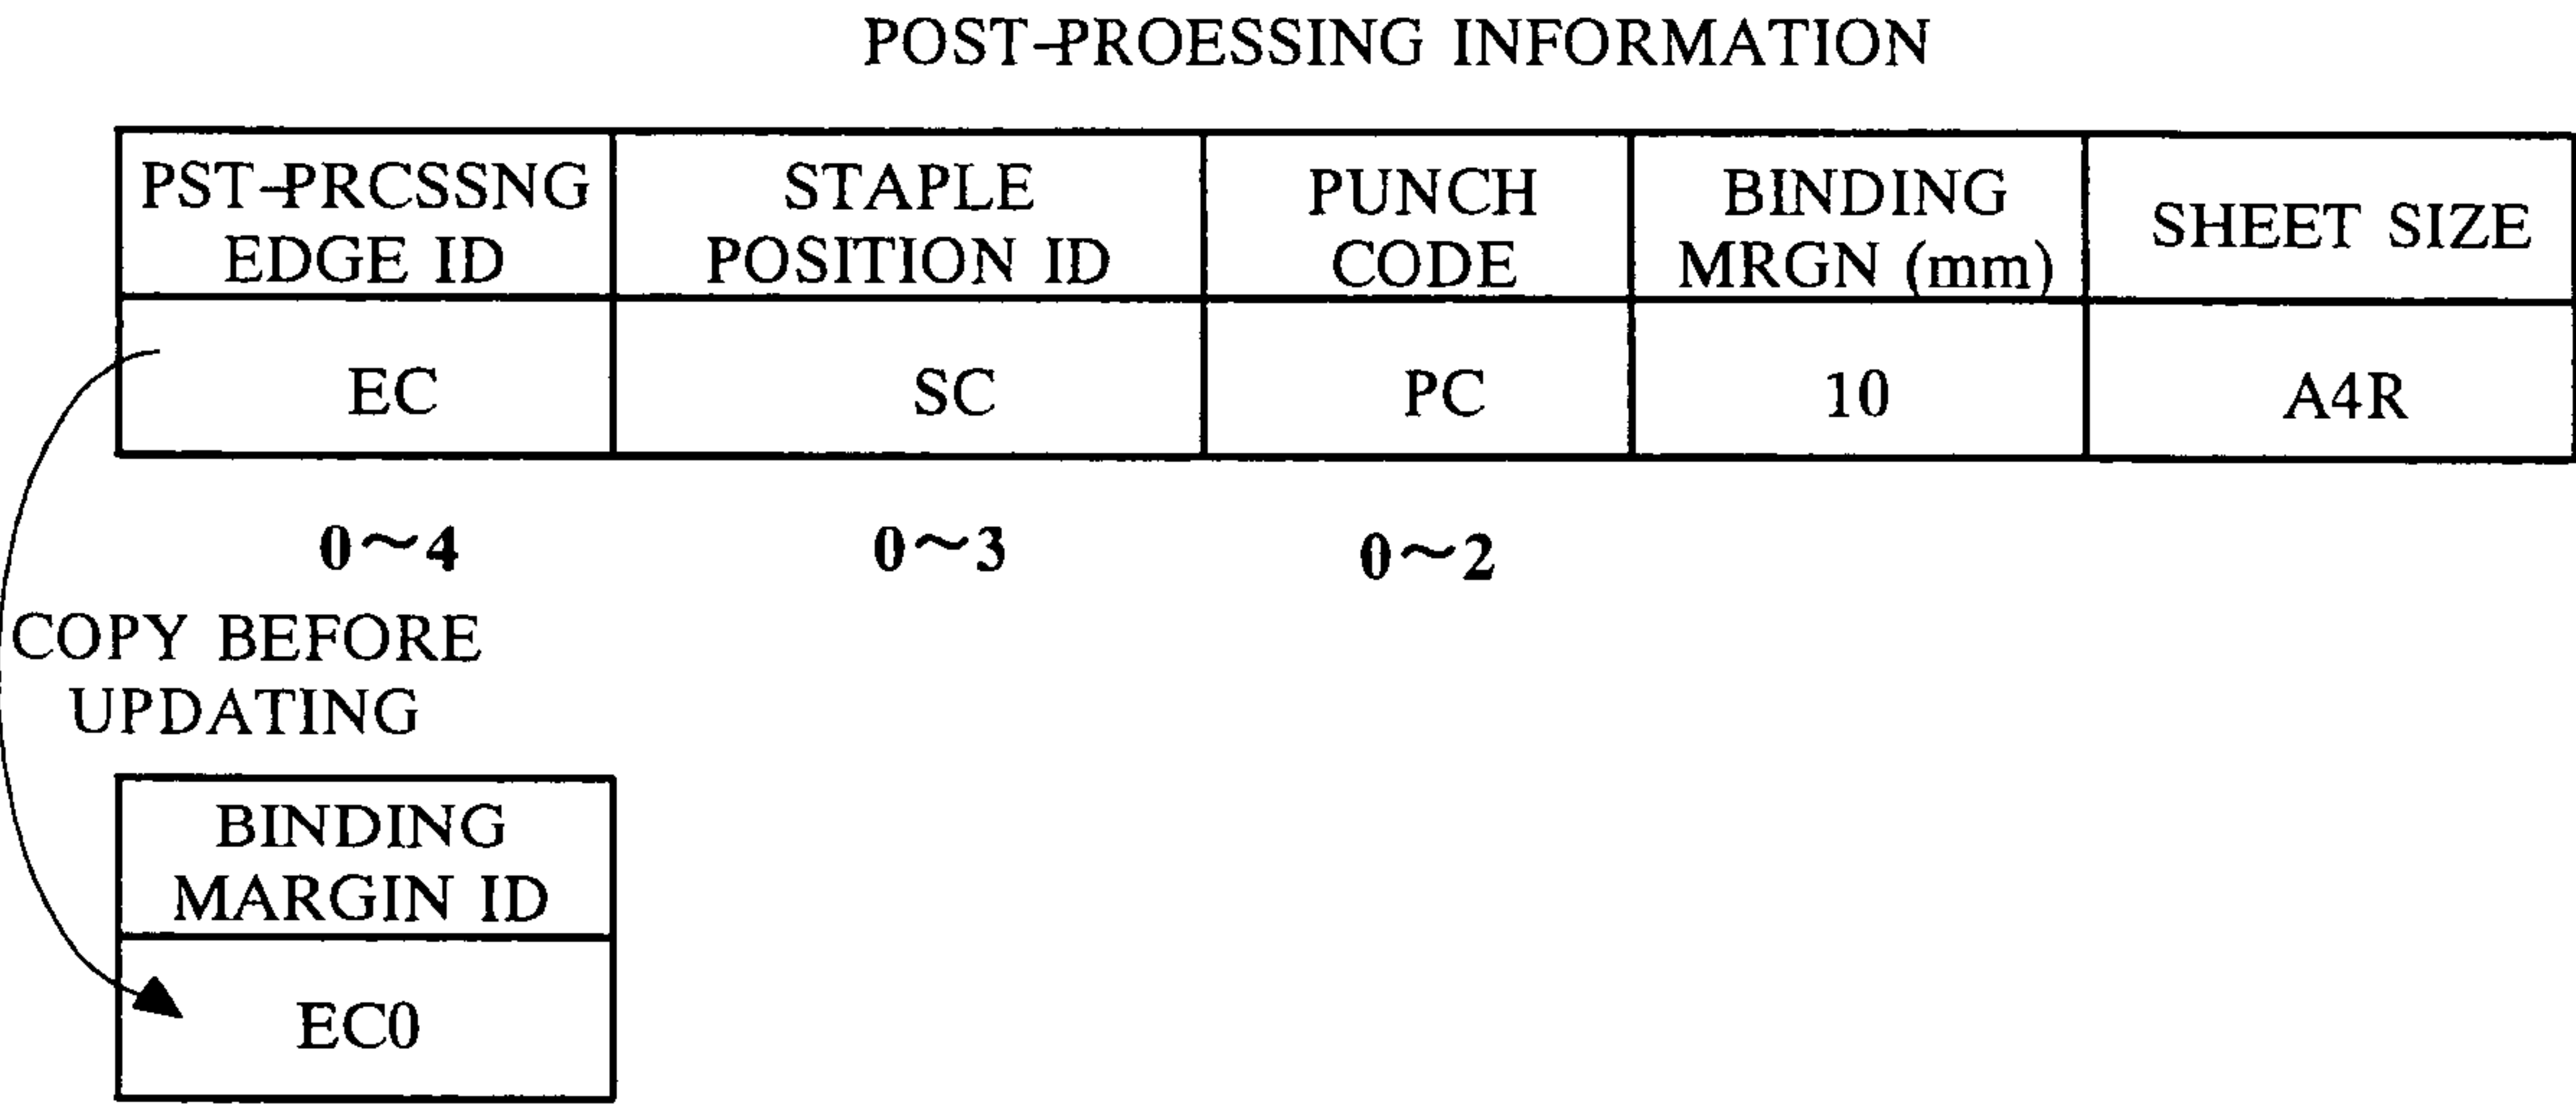 POST-PROESSING INFORMATION
PST-PRCSSNG
EDGE ID
STAPLE
POSITION ID
PUNCH
CODE
BINDING
MRGN (mm)
SHEET SIZE
EC
SC
PC
10
A4R
0～4
0～3
0～2
COPY BEFORE
UPDATING
BINDING
MARGIN ID
EC0